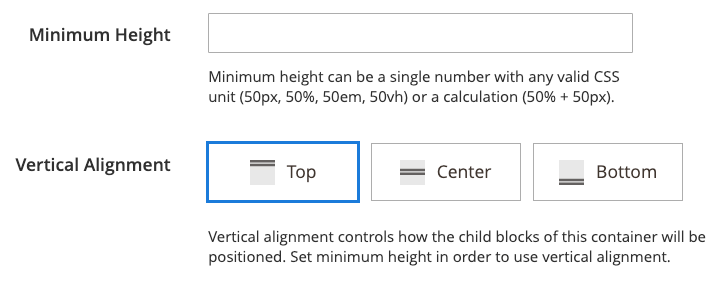 Minimum Height
Minimum height can be a single number with any valid CSS
unit (50px, 50%, 50em, 50vh) or a calculation (50% + 50px).
Vertical Alignment
Top
Center
Bottom
Vertical alignment controls how the child blocks of this container will be
positioned. Set minimum height in order to use vertical alignment.